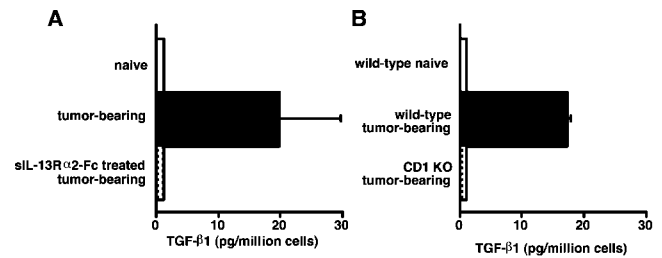 A
naive
tumor-bearing
sIL-13Rα2-Fc treated
tumor-bearing
0
10
20
30
TGF-β1 (pg/million cells)
B
wild-type naive
wild-type
tumor-bearing
CD1 KO
tumor-bearing
0
10
20
30
TGF-β1 (pg/million cells)